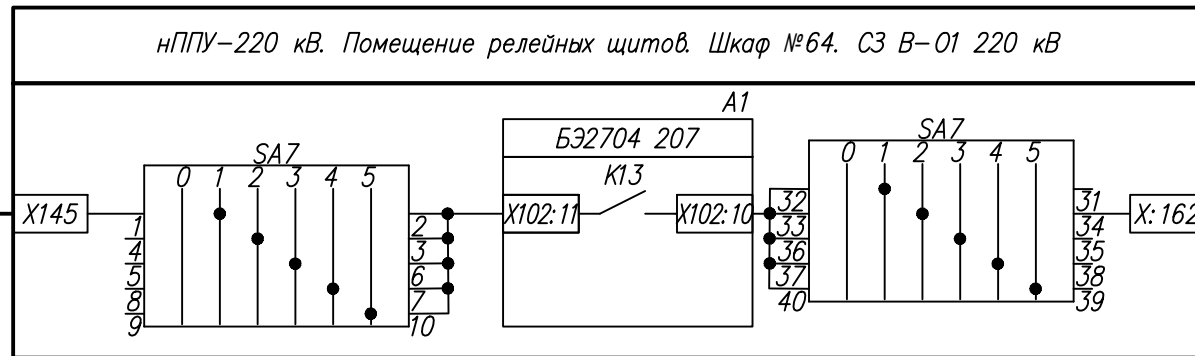 нППУ-220 кВ. Помещение релейных щитов. Шкаф №64. СЗ В-01 220 кВ
A1
БЭ2704 207
SA7
SA7
0 1 2 3 4 5
0 1 2 3 4 5
K13
X145
X102:11
X102:10
X:162
1
4
5
8
9
2
3
6
7
10
32
33
36
37
40
31
34
35
38
39